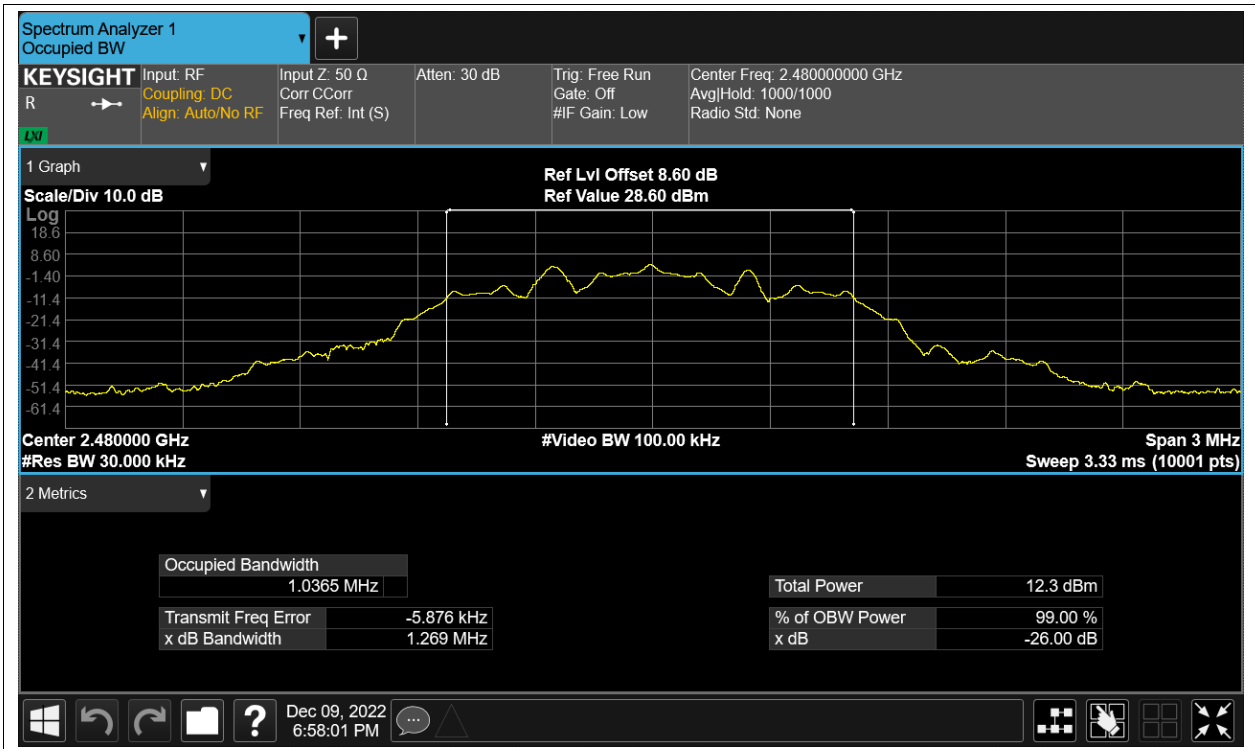 Spectrum Analyzer 1
Occupied BW
KEYSIGHT
R
LXI
Input: RF
Coupling: DC
Align: Auto/No RF
Input Z: 50 Ω
Corr CCorr
Freq Ref: Int (S)
Atten: 30 dB
Trig: Free Run
Gate: Off
#IF Gain: Low
Center Freq: 2.480000000 GHz
Avg|Hold: 1000/1000
Radio Std: None
1 Graph
Scale/Div 10.0 dB
Ref Lvl Offset 8.60 dB
Ref Value 28.60 dBm
Log
18.6
8.60
-1.40
-11.4
-21.4
-31.4
-41.4
-51.4
-61.4
Center 2.480000 GHz
#Res BW 30.000 kHz
#Video BW 100.00 kHz
Span 3 MHz
Sweep 3.33 ms (10001 pts)
2 Metrics
Occupied Bandwidth
1.0365 MHz
Transmit Freq Error -5.876 kHz
x dB Bandwidth 1.269 MHz
Total Power 12.3 dBm
% of OBW Power 99.00 %
x dB -26.00 dB
?
Dec 09, 2022
6:58:01 PM